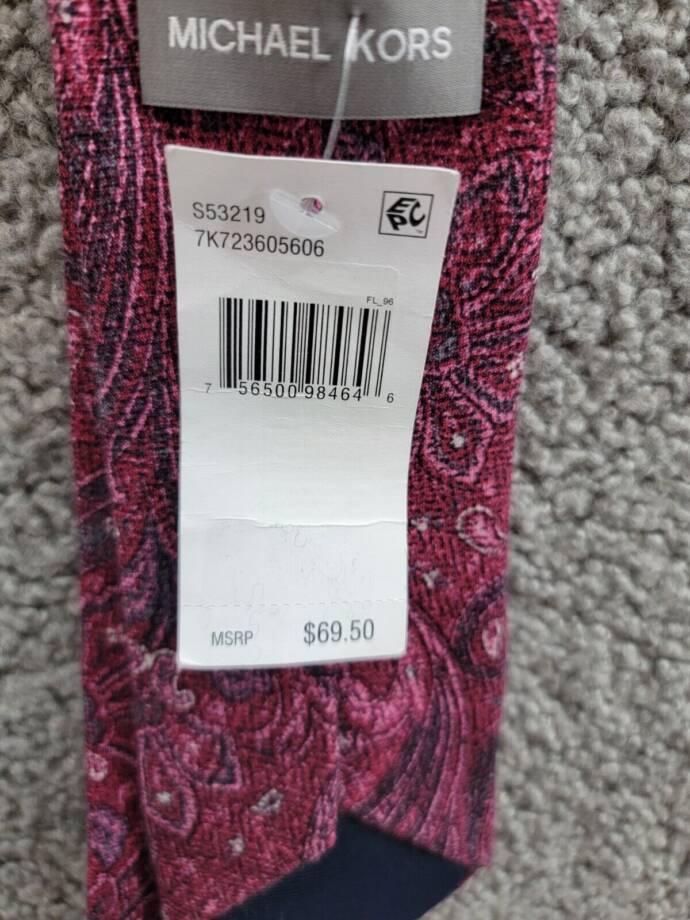 MICHAEL KORS
S53219
7K723605606
EPC
FL_96
7 56500 98464 6
MSRP $69.50